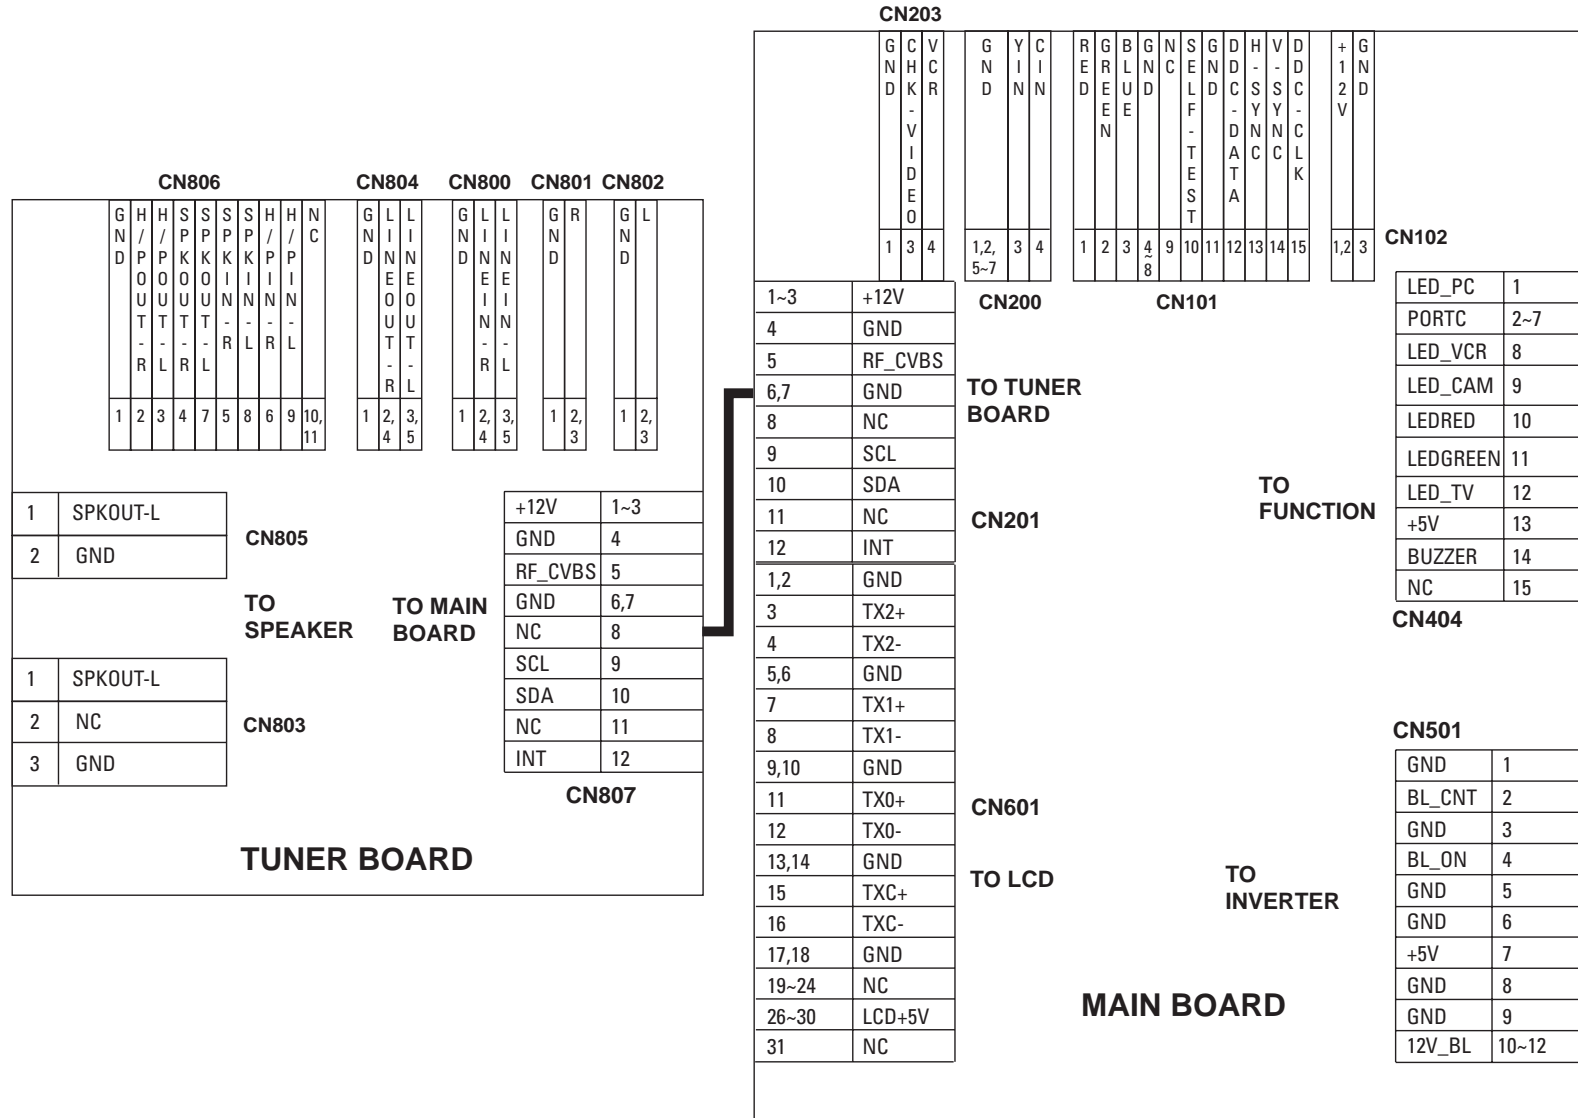 CN203
GND
CHK-VIDEO
VCR
GND
YIN
CIN
RED
GREEN
BLUE
GND
NC
SELF-TEST
GND
DDC-DATA
H-SYNC
V-SYNC
DDC-CLK
+12V
GND
1 3 4
1,2, 5~7 3 4
1 2 3 4~8 9 10 11 12 13 14 15
1,2 3
CN102
CN200
CN101
CN806 CN804 CN800 CN801 CN802
GND
H/POUT-R
H/POUT-L
SPKOUT-R
SPKOUT-L
SPKIN-R
SPKIN-L
H/PIN-R
H/PIN-L
NC
1 2 3 4 7 5 8 6 9 10, 11
GND
LINEOUT-R
LINEOUT-L
1 2, 4 3, 5
GND
LINEIN-R
LINEIN-L
1 2, 4 3, 5
GND
R
1 2, 3
GND
L
1 2, 3
1 SPKOUT-L
2 GND
CN805
TO
SPEAKER
1 SPKOUT-L
2 NC
3 GND
CN803
TO MAIN
BOARD
+12V 1~3
GND 4
RF_CVBS 5
GND 6,7
NC 8
SCL 9
SDA 10
NC 11
INT 12
CN807
TUNER BOARD
1~3 +12V
4 GND
5 RF_CVBS
6,7 GND
8 NC
9 SCL
10 SDA
11 NC
12 INT
TO TUNER
BOARD
CN201
1,2 GND
3 TX2+
4 TX2-
5,6 GND
7 TX1+
8 TX1-
9,10 GND
11 TX0+
12 TX0-
13,14 GND
15 TXC+
16 TXC-
17,18 GND
19~24 NC
26~30 LCD+5V
31 NC
CN601
TO LCD
LED_PC 1
PORTC 2~7
LED_VCR 8
LED_CAM 9
LEDRED 10
LEDGREEN 11
LED_TV 12
+5V 13
BUZZER 14
NC 15
TO
FUNCTION
CN404
CN501
GND 1
BL_CNT 2
GND 3
BL_ON 4
GND 5
GND 6
+5V 7
GND 8
GND 9
12V_BL 10~12
TO
INVERTER
MAIN BOARD